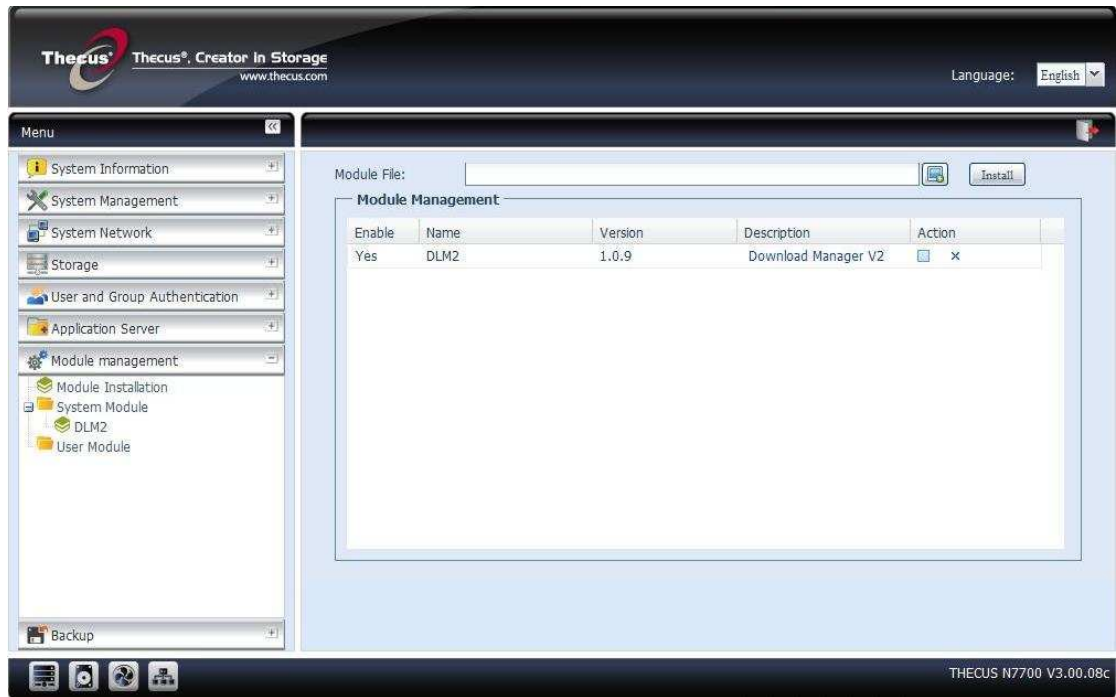 Thecus® Thecus®, Creator in Storage
www.thecus.com
Language: English
Menu
System Information
System Management
System Network
Storage
User and Group Authentication
Application Server
Module management
Module Installation
System Module
DLM2
User Module
Backup
Module File: Install
Module Management
Enable Name Version Description Action
Yes DLM2 1.0.9 Download Manager V2
THECUS N7700 V3.00.08c